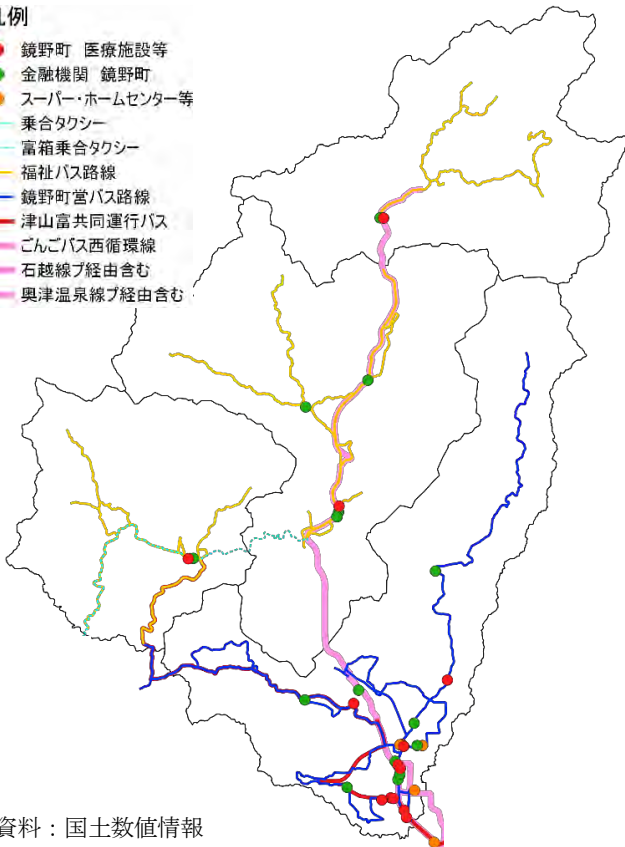 凡例
鏡野町 医療施設等
金融機関 鏡野町
スーパー・ホームセンター等
乗合タクシー
富箱乗合タクシー
福祉バス路線
鏡野町営バス路線
津山富共同運行バス
ごんごバス西循環線
石越線プ経由含む
奥津温泉線プ経由含む
資料：国土数値情報